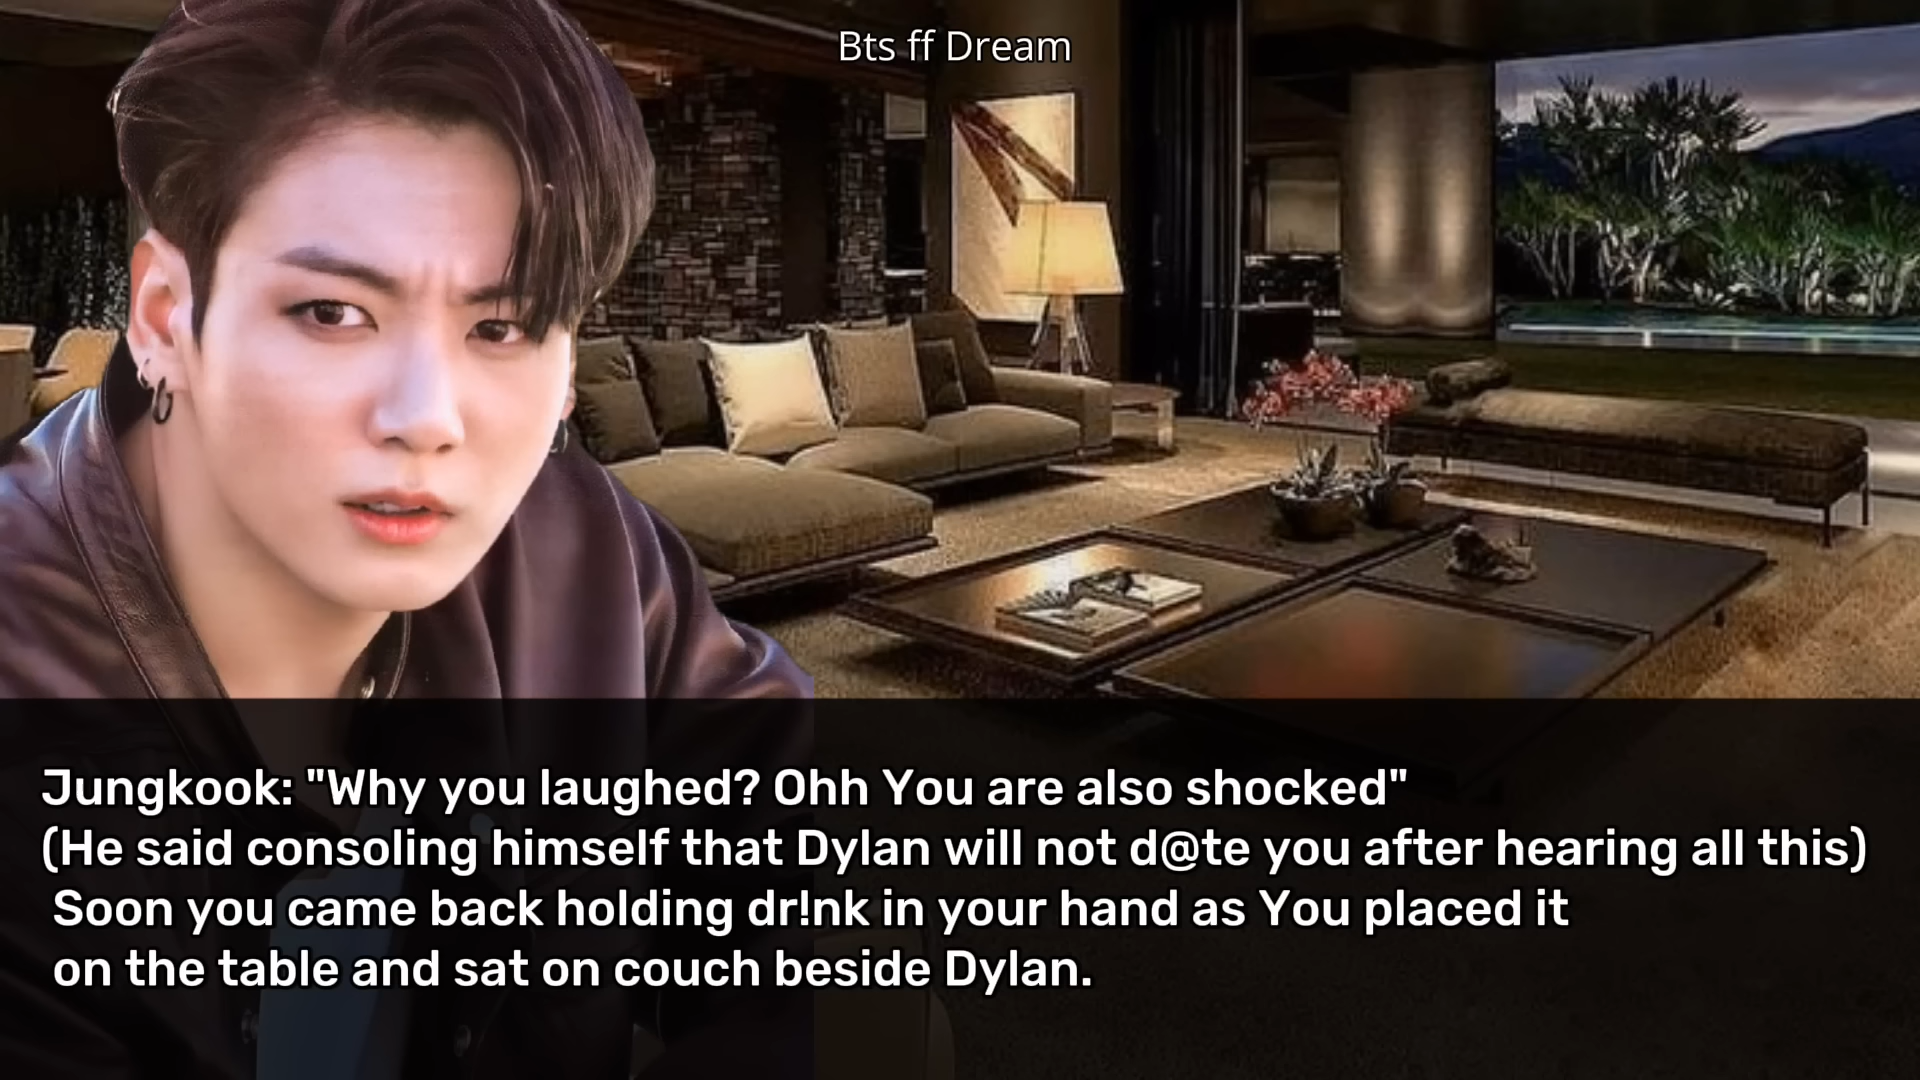 Bts ff Dream
Jungkook: "Why you laughed? Ohh You are also shocked"
(He said consoling himself that Dylan will not d@te you after hearing all this)
Soon you came back holding dr!nk in your hand as You placed it
on the table and sat on couch beside Dylan.